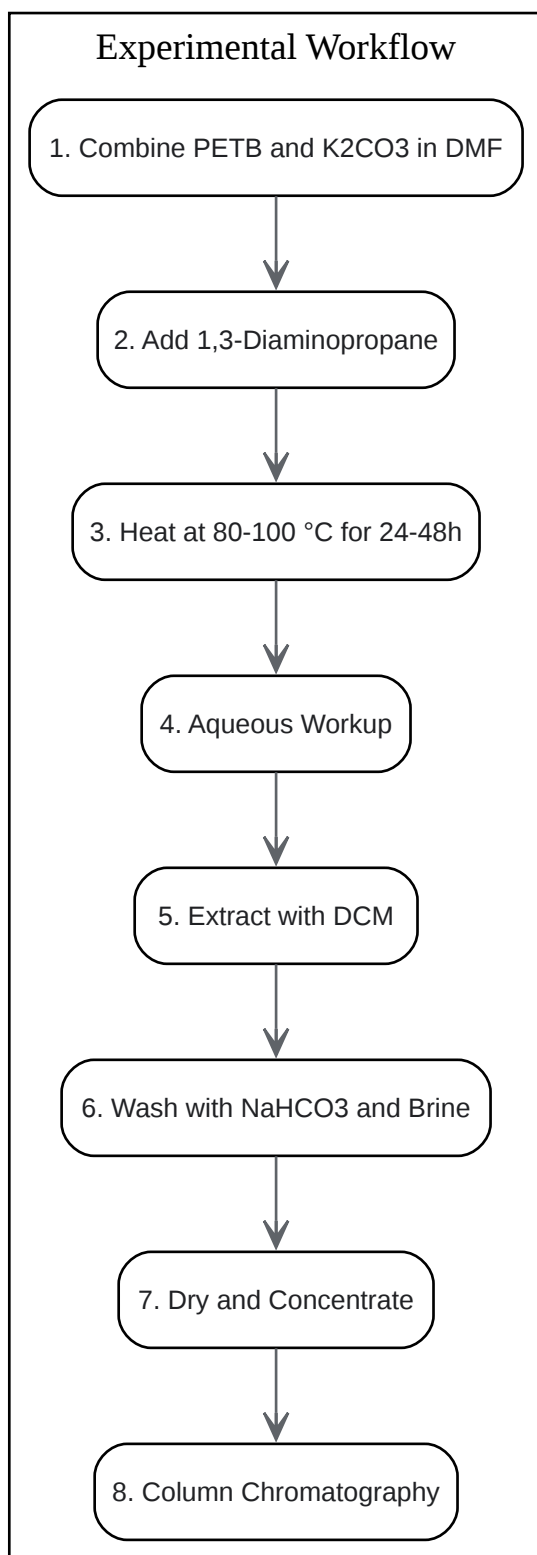 Experimental Workflow
1. Combine PETB and K2CO3 in DMF
2. Add 1,3-Diaminopropane
3. Heat at 80-100 °C for 24-48h
4. Aqueous Workup
5. Extract with DCM
6. Wash with NaHCO3 and Brine
7. Dry and Concentrate
8. Column Chromatography